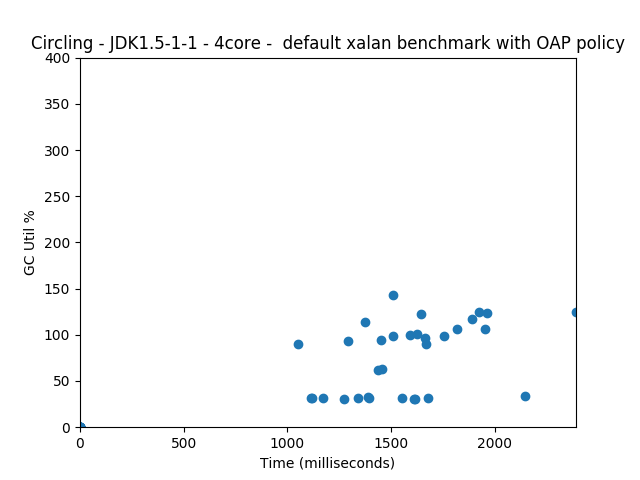 Circling - JDK1.5-1-1 - 4core -  default xalan benchmark with OAP policy
400
350
300
250
200
150
100
50
0
GC Util %
0 500 1000 1500 2000
Time (milliseconds)